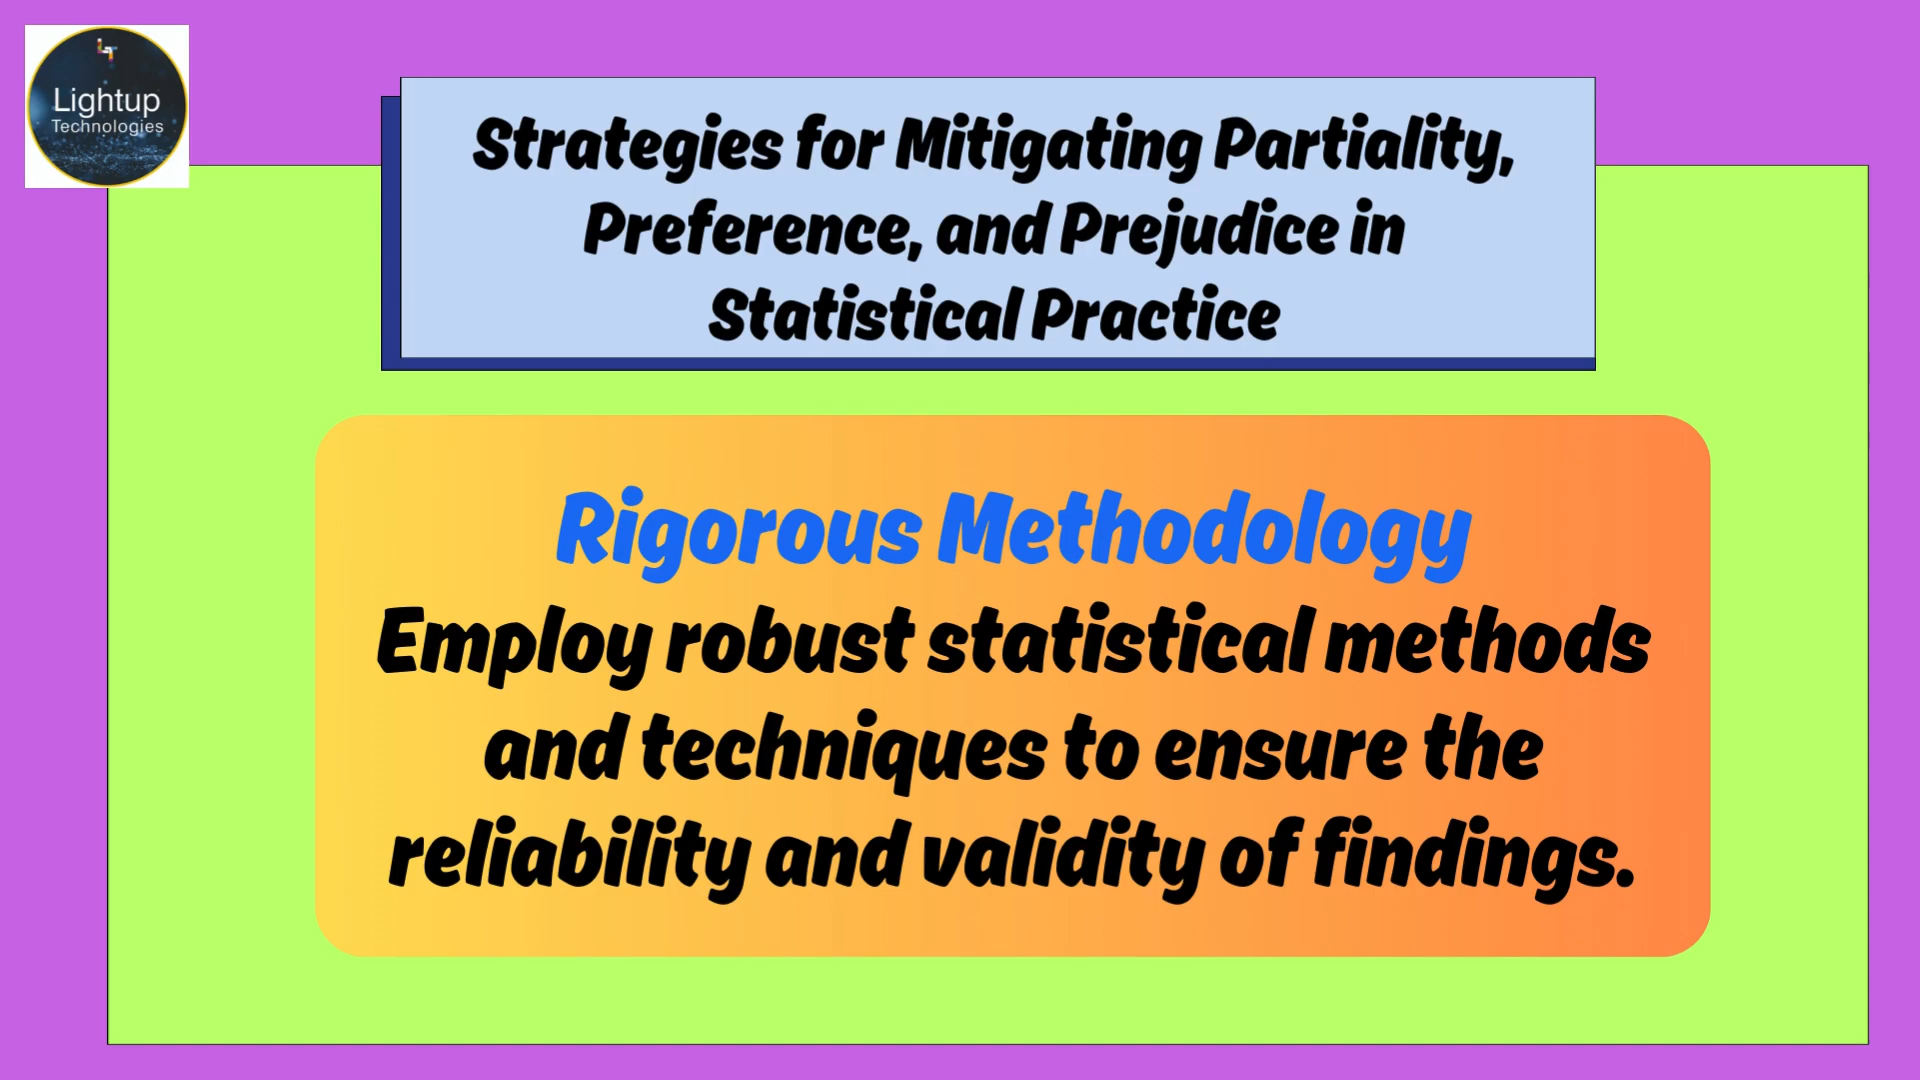 LT
Lightup
Technologies
Strategies for Mitigating Partiality,
Preference, and Prejudice in
Statistical Practice
Rigorous Methodology
Employ robust statistical methods
and techniques to ensure the
reliability and validity of findings.